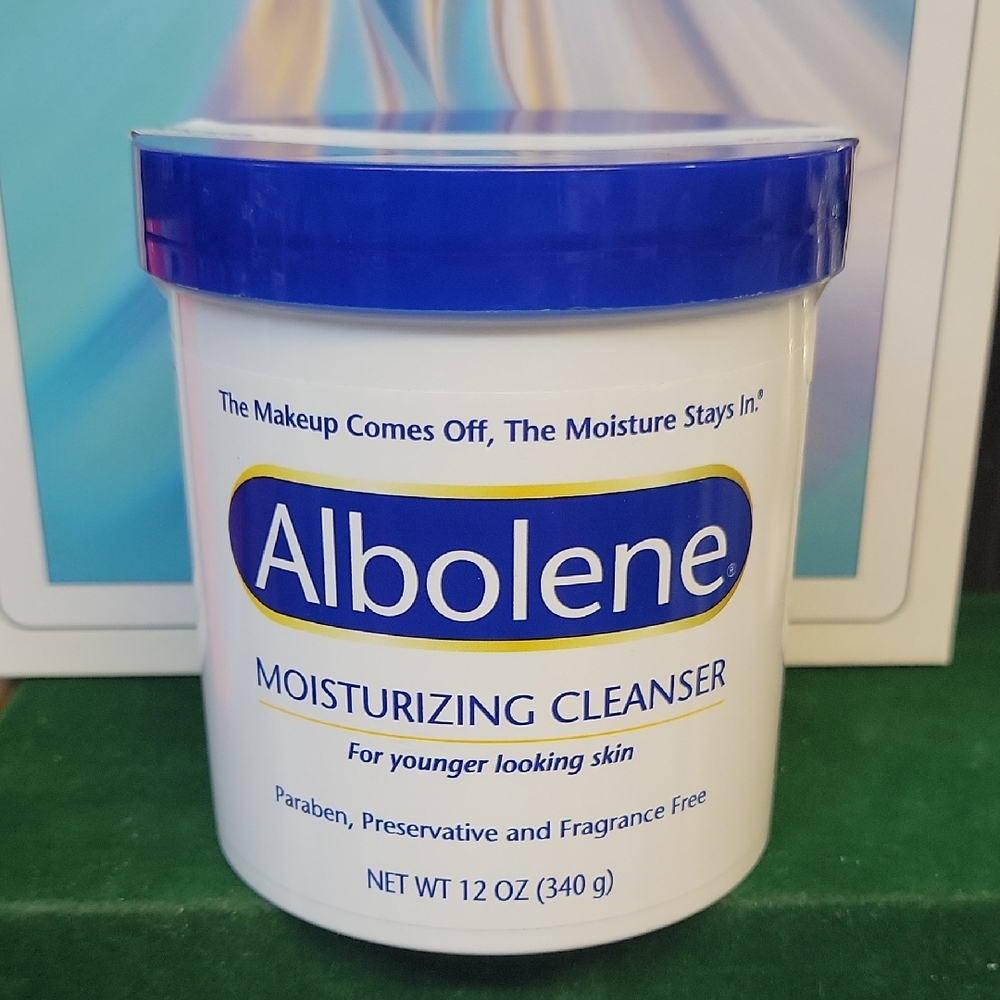 The Makeup Comes Off, The Moisture Stays In.®
Albolene®
MOISTURIZING CLEANSER
For younger looking skin
Paraben, Preservative and Fragrance Free
NET WT 12 OZ (340 g)